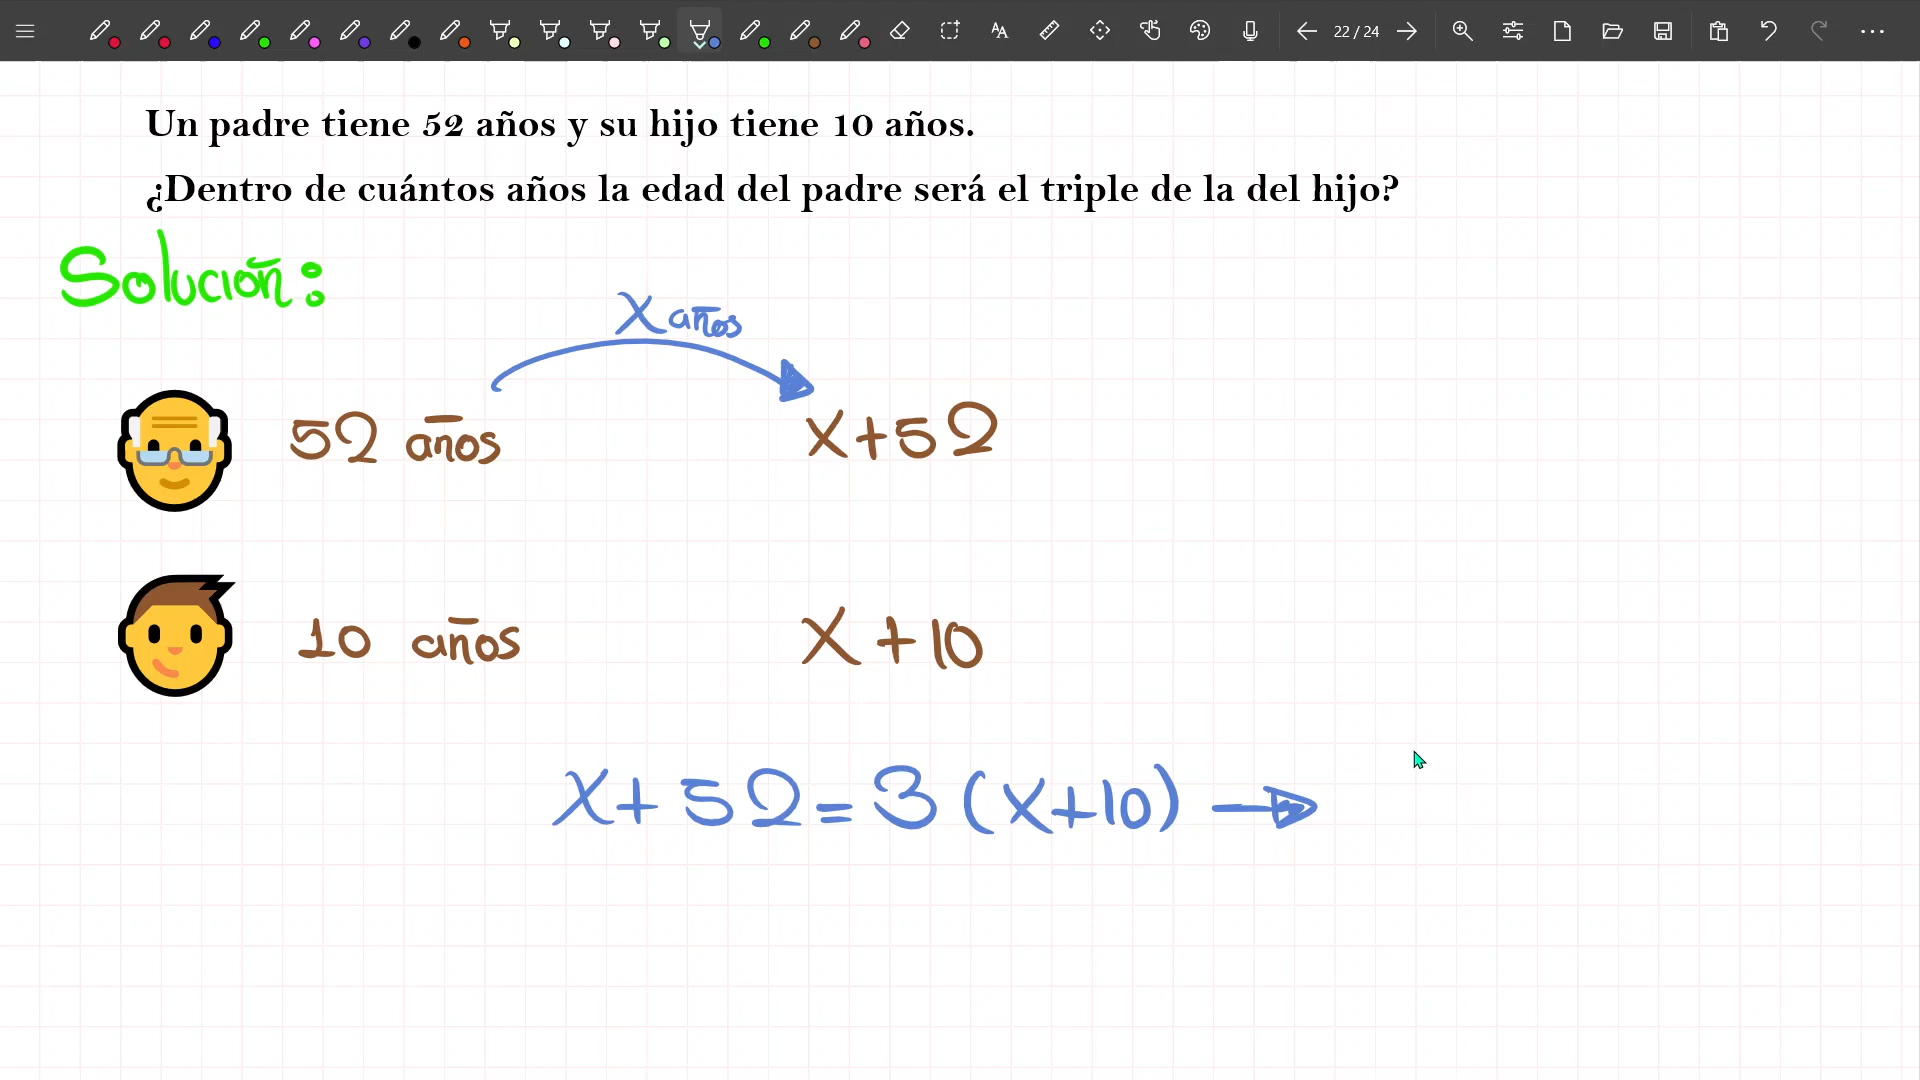 22 / 24
Un padre tiene 52 años y su hijo tiene 10 años.
¿Dentro de cuántos años la edad del padre será el triple de la del hijo?
Solución:
X años
52 años
X+52
10 años
X+10
X+52=3(X+10)→